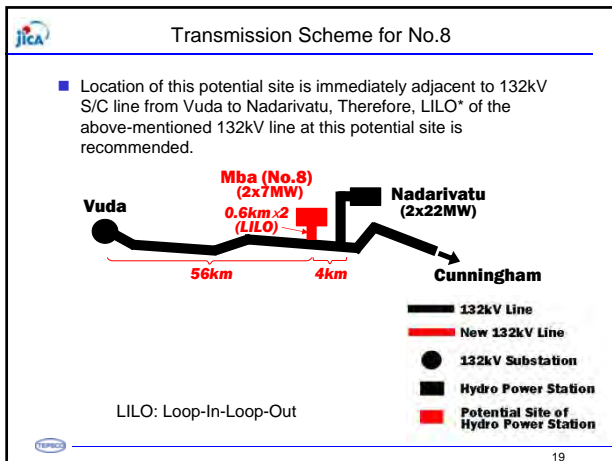 jica
Transmission Scheme for No.8
Location of this potential site is immediately adjacent to 132kV
S/C line from Vuda to Nadarivatu, Therefore, LILO* of the
above-mentioned 132kV line at this potential site is
recommended.
Mba (No.8)
(2x7MW)
Vuda
0.6km×2
(LILO)
Nadarivatu
(2x22MW)
56km
4km
Cunningham
132kV Line
New 132kV Line
132kV Substation
Hydro Power Station
Potential Site of
Hydro Power Station
LILO: Loop-In-Loop-Out
TEPSCO
19